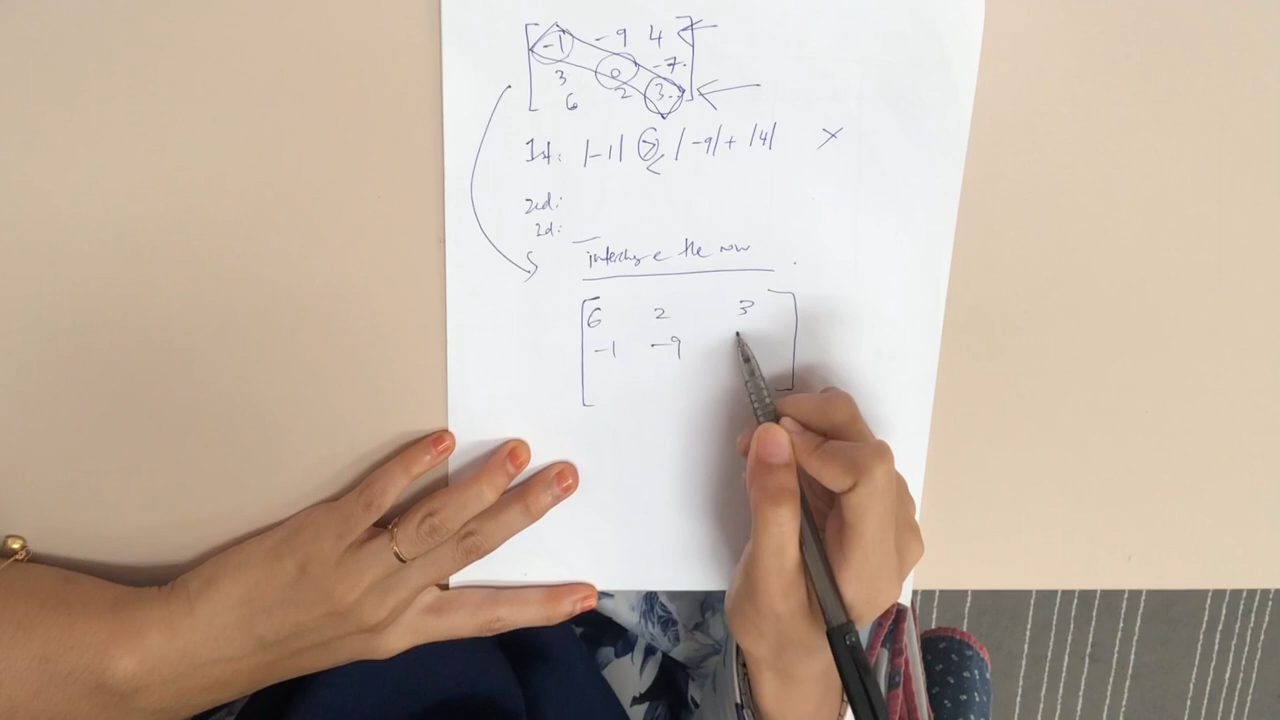 -1 -9 4
3 0 -7
6 2 3
1st: |-1| > < |-9| + |4| ×
2nd:
3d:
interchange the row
6 2 3
-1 -9